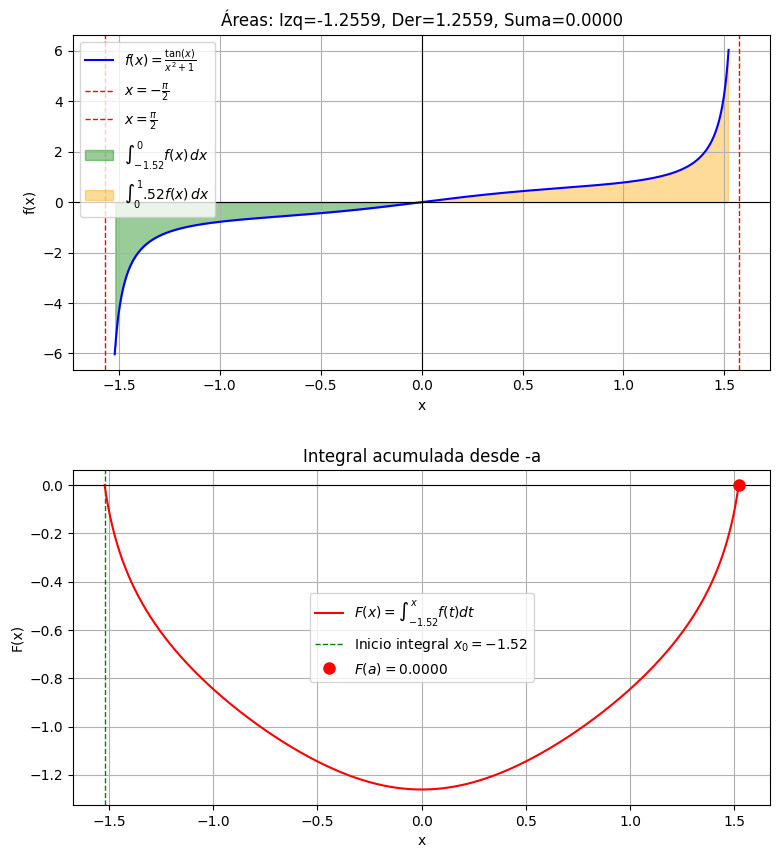 Áreas: Izq=-1.2559, Der=1.2559, Suma=0.0000
f(x) = tan(x)/(x²+1)
x = −π/2
x = π/2
∫_{−1.52}^{0} f(x) dx
∫_{0}^{1}.52f(x) dx
f(x)
6
4
2
0
−2
−4
−6
−1.5 −1.0 −0.5 0.0 0.5 1.0 1.5
x
Integral acumulada desde -a
F(x) = ∫_{−1.52}^{x} f(t)dt
Inicio integral x₀ = −1.52
F(a) = 0.0000
F(x)
0.0
−0.2
−0.4
−0.6
−0.8
−1.0
−1.2
−1.5 −1.0 −0.5 0.0 0.5 1.0 1.5
x